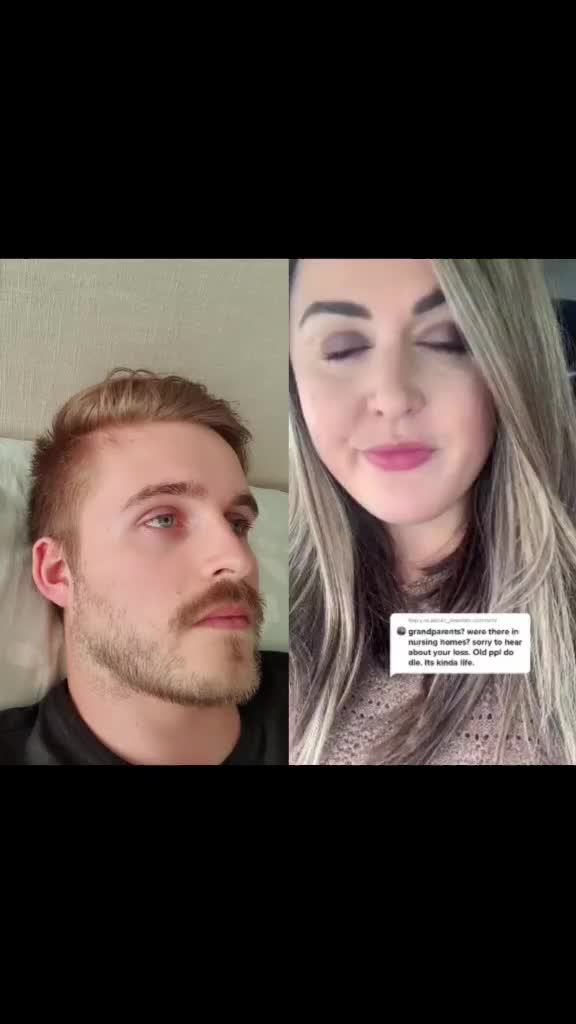 grandparents? were there in
nursing homes? sorry to hear
about your loss. Old ppl do
die. Its kinda life.